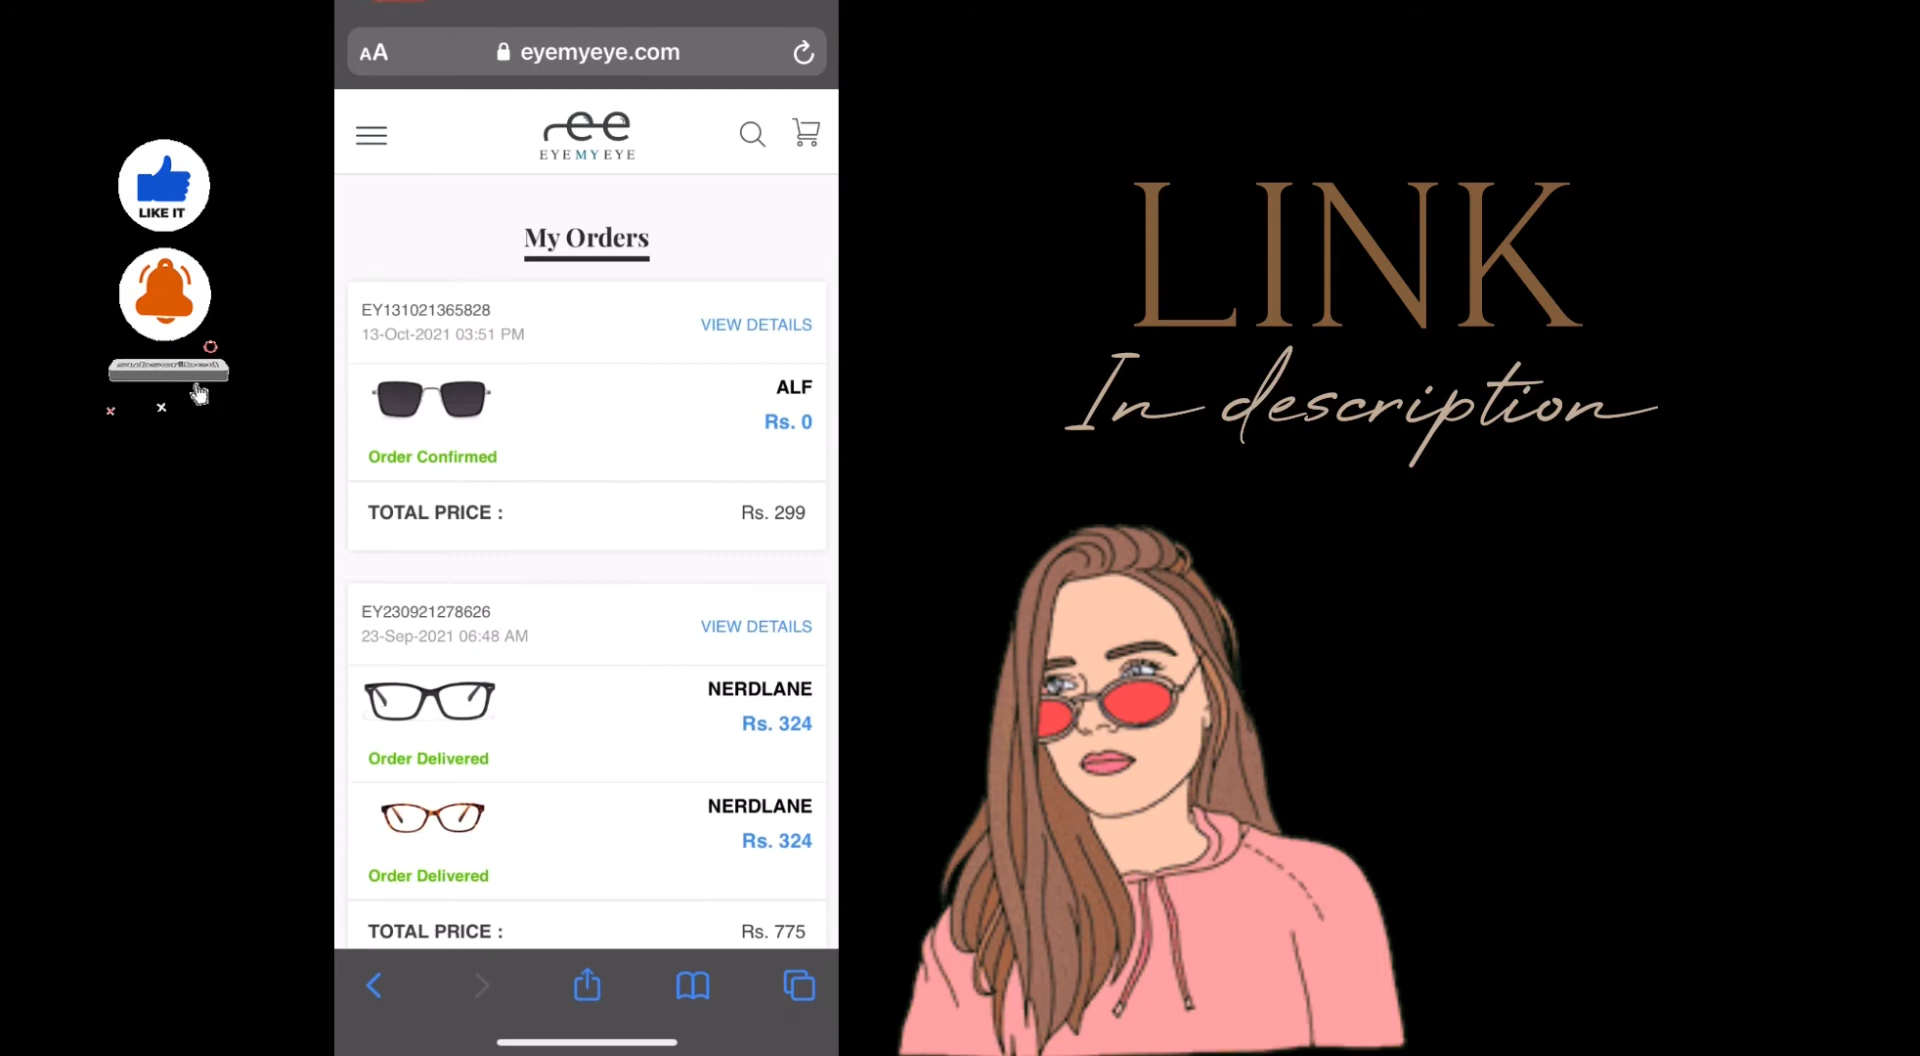 AA eyemyeye.com
EYEMYEYE
LIKE IT
My Orders
EY131021365828
13-Oct-2021 03:51 PM
VIEW DETAILS
ALF
Rs. 0
Order Confirmed
TOTAL PRICE : Rs. 299
EY230921278626
23-Sep-2021 06:48 AM
VIEW DETAILS
NERDLANE
Rs. 324
Order Delivered
NERDLANE
Rs. 324
Order Delivered
TOTAL PRICE : Rs. 775
LINK
In description